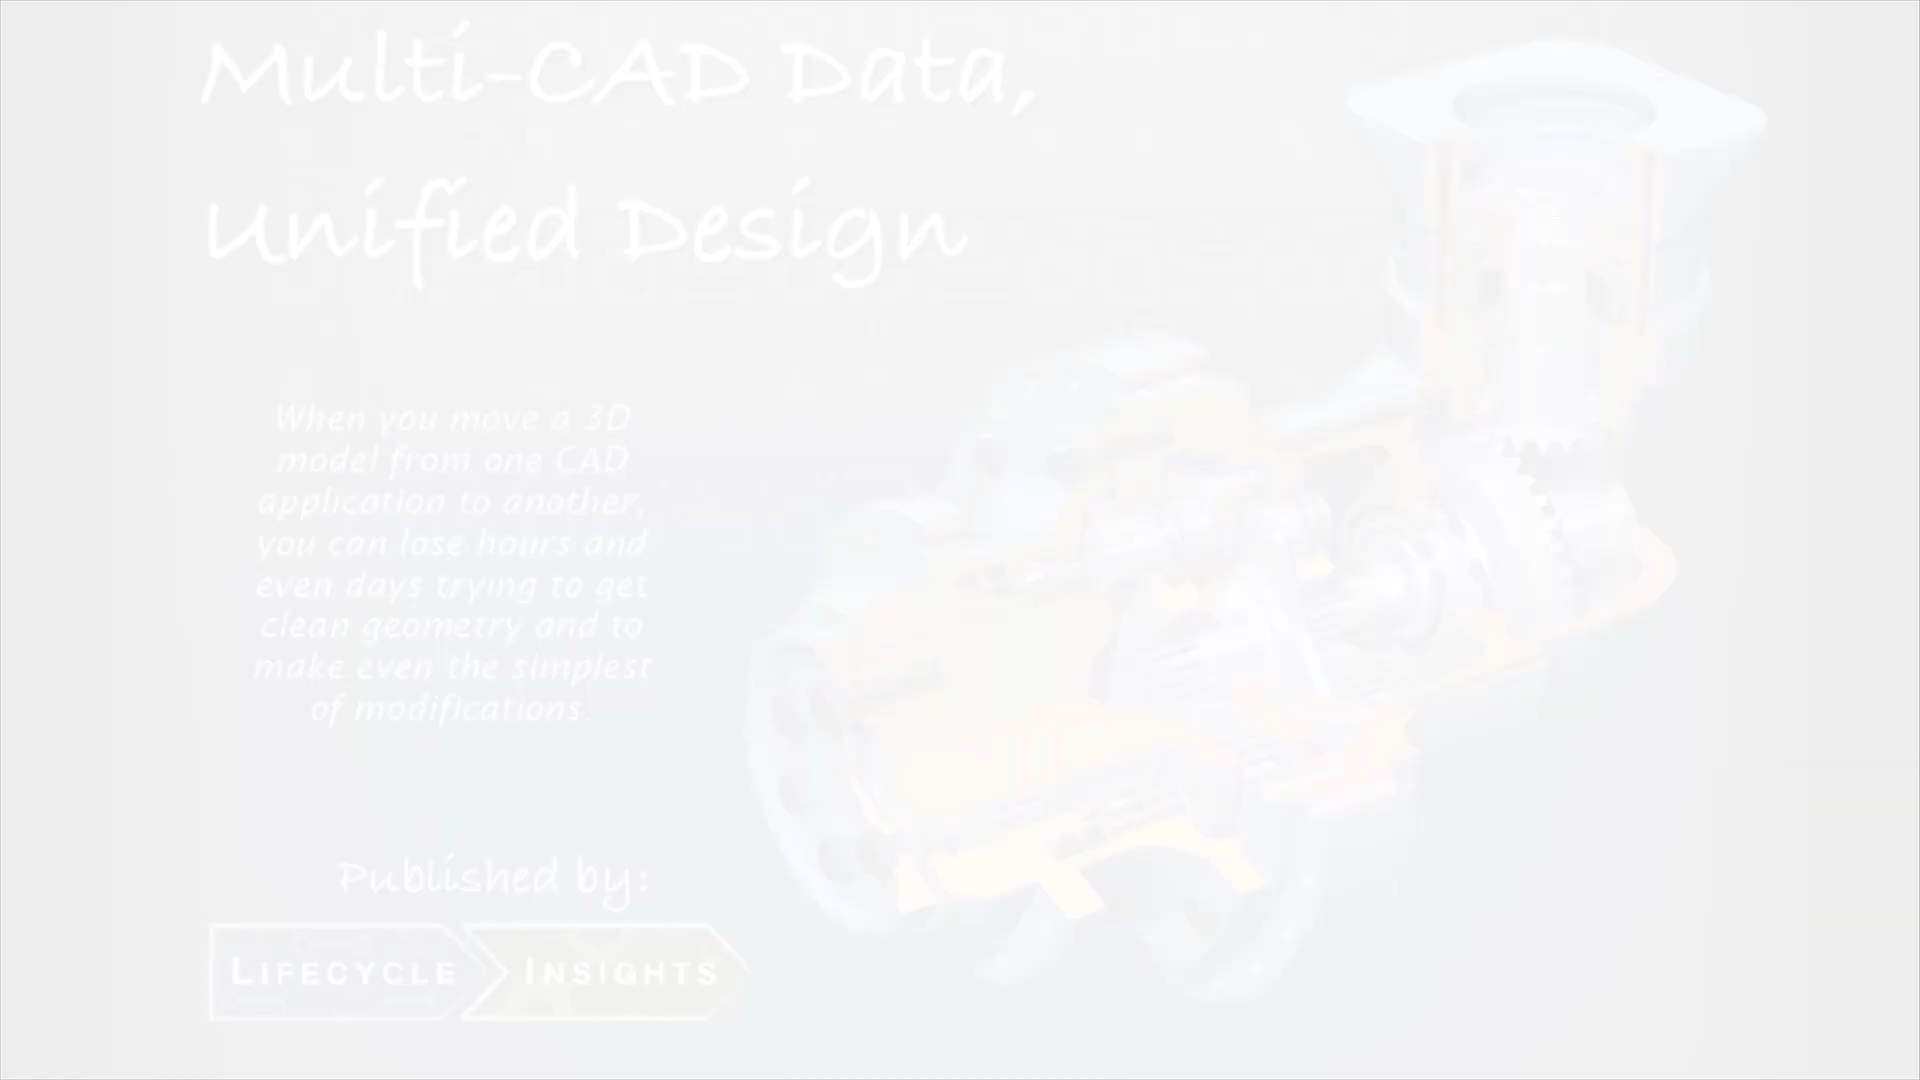 Multi-CAD Data,
Unified Design
When you move a 3D
model from one CAD
application to another,
you can lose hours and
even days trying to get
clean geometry and to
make even the simplest
of modifications.
Published by:
LIFECYCLE INSIGHTS